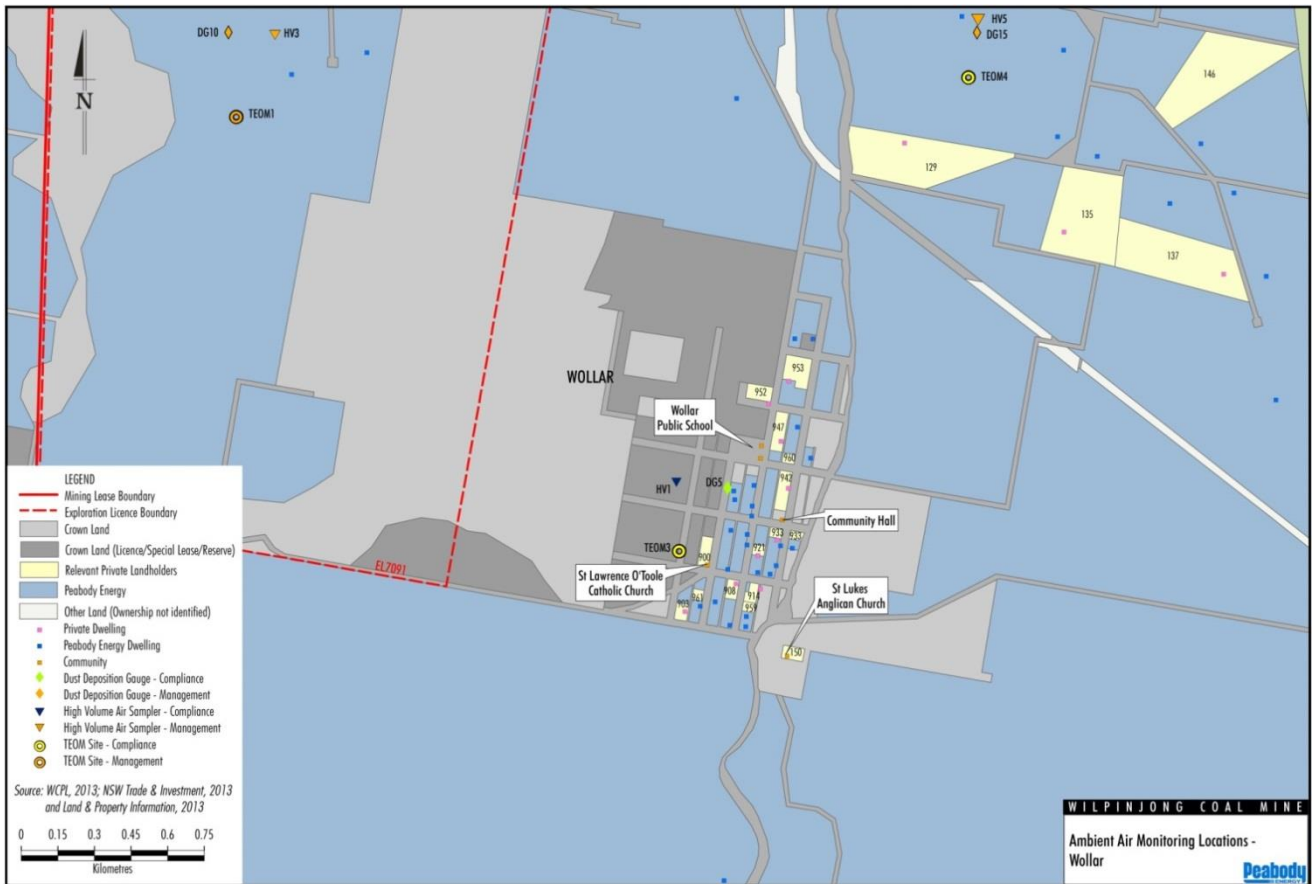 DG10
HV3
TEOM1
N
HV5
DG15
TEOM4
146
129
135
137
WOLLAR
953
952
Wollar
Public School
947
960
942
HV1
DG5
Community Hall
933
935
TEOM3
900
921
St Lawrence O'Toole
Catholic Church
EL7091
908
914
961
959
905
St Lukes
Anglican Church
150
LEGEND
Mining Lease Boundary
Exploration Licence Boundary
Crown Land
Crown Land (Licence/Special Lease/Reserve)
Relevant Private Landholders
Peabody Energy
Other Land (Ownership not identified)
Private Dwelling
Peabody Energy Dwelling
Community
Dust Deposition Gauge - Compliance
Dust Deposition Gauge - Management
High Volume Air Sampler - Compliance
High Volume Air Sampler - Management
TEOM Site - Compliance
TEOM Site - Management
Source: WCPL, 2013; NSW Trade & Investment, 2013
and Land & Property Information, 2013
0 0.15 0.3 0.45 0.6 0.75
Kilometres
WILPINJONG COAL MINE
Ambient Air Monitoring Locations -
Wollar
Peabody
ENERGY